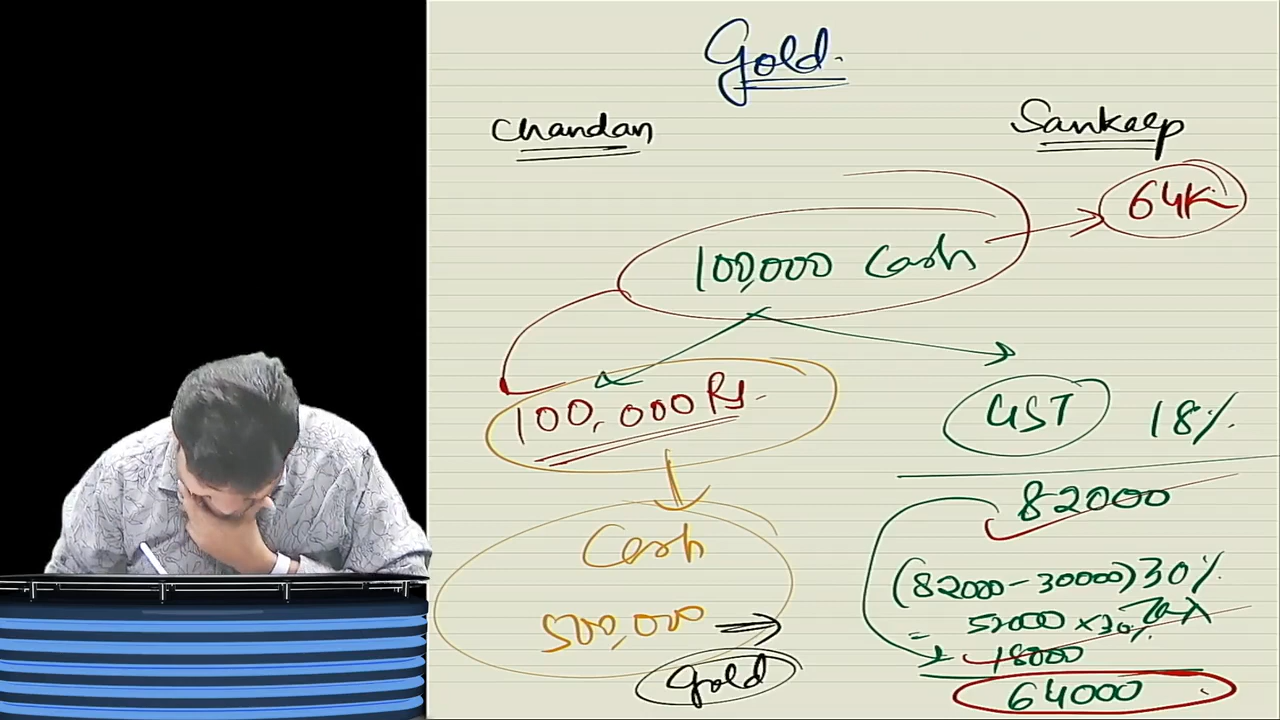 Gold.
Chandan
Sankalp
64K
100,000 Cash
100,000 Rs.
GST 18%.
82000
Cash
(82000-30000) 30%.
500,000
= 52000 x 30% Tax
18000
Gold
64000